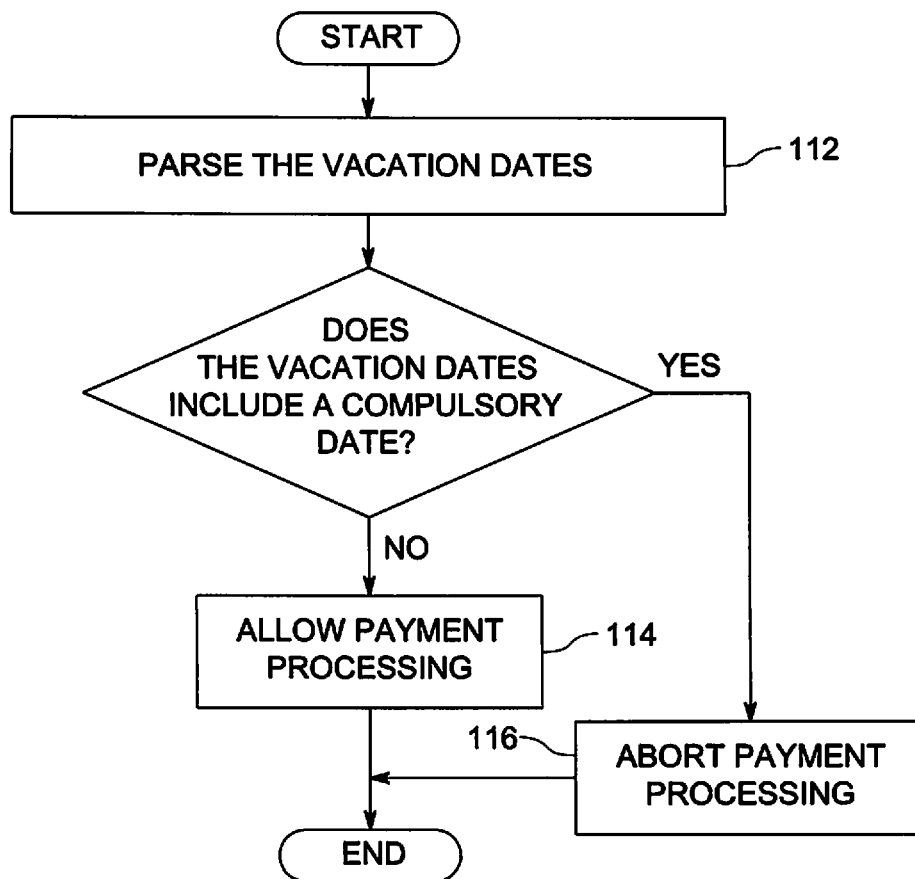 START
PARSE THE VACATION DATES
112
DOES
THE VACATION DATES
INCLUDE A COMPULSORY
DATE?
YES
NO
ALLOW PAYMENT
PROCESSING
114
116
ABORT PAYMENT
PROCESSING
END